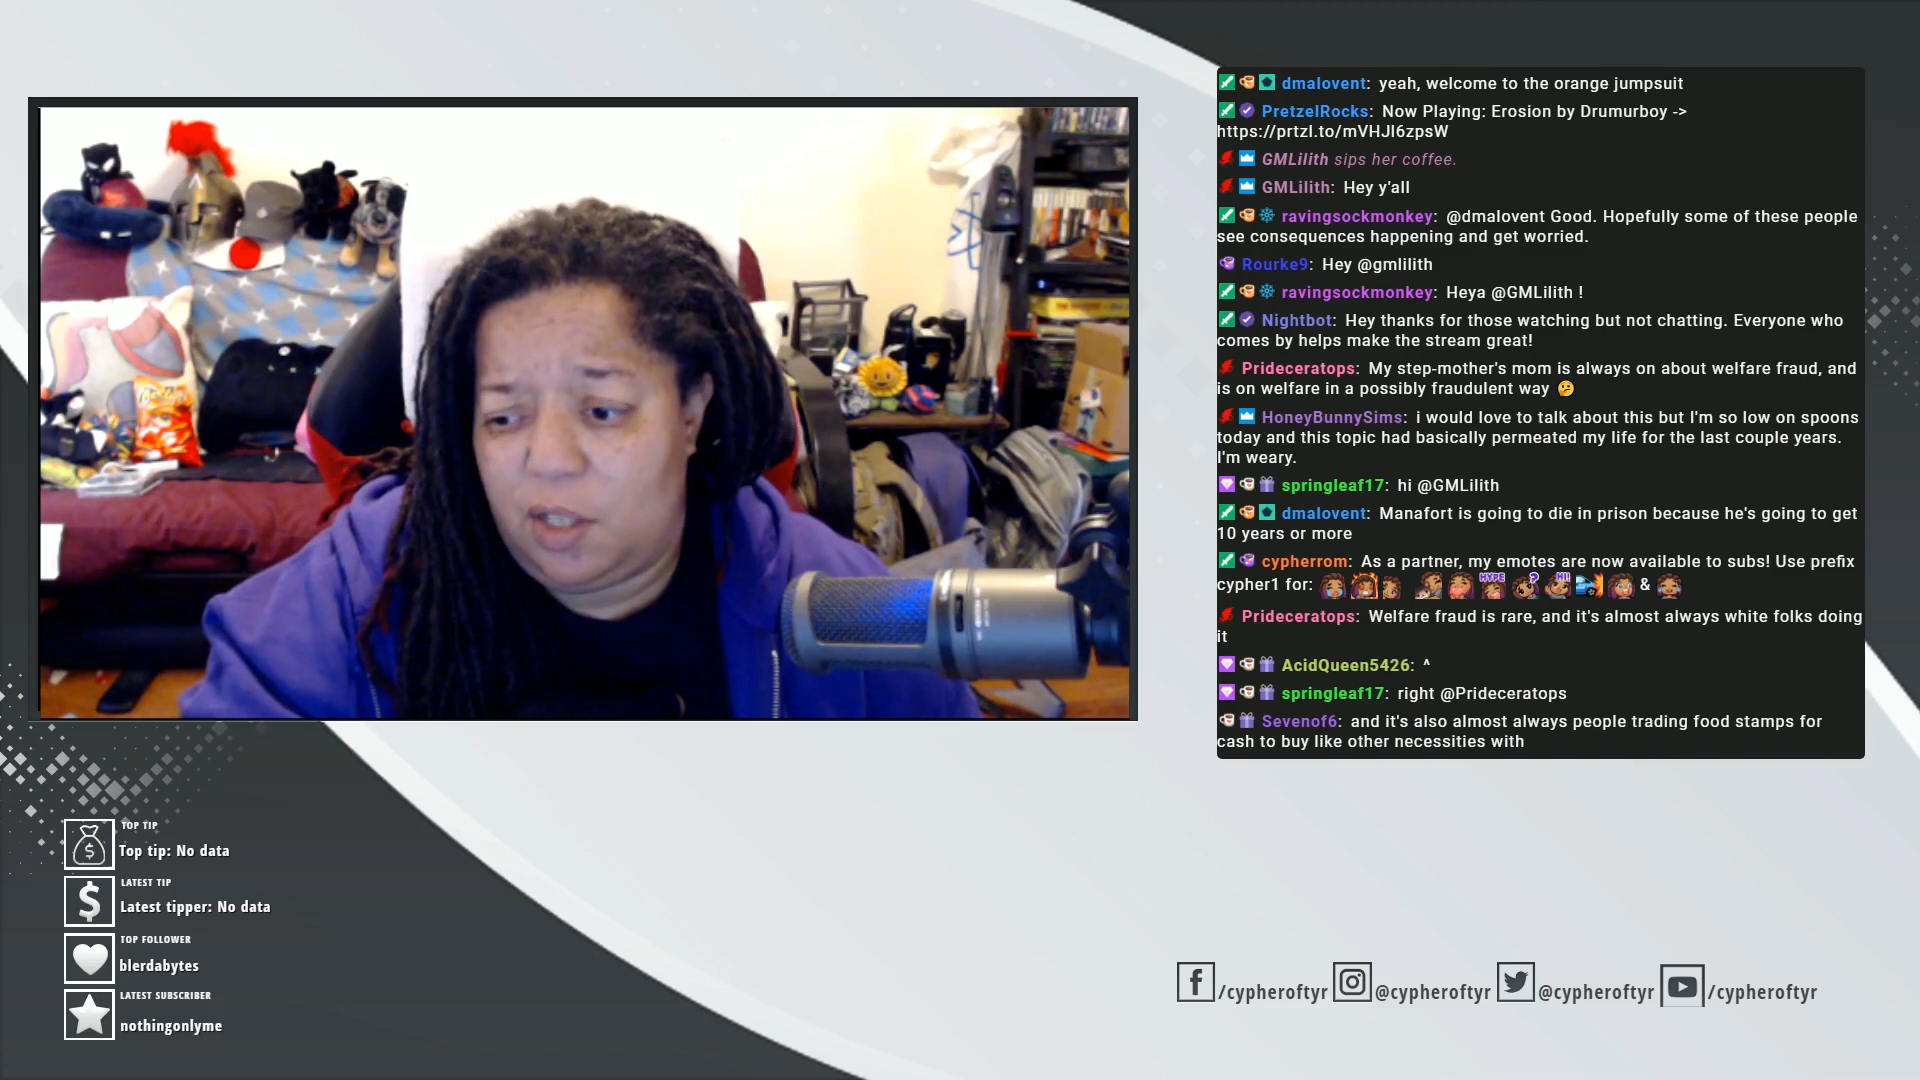 dmalovent: yeah, welcome to the orange jumpsuit
PretzelRocks: Now Playing: Erosion by Drumurboy ->
https://prtzl.to/mVHJI6zpsW
GMLilith sips her coffee.
GMLilith: Hey y'all
ravingsockmonkey: @dmalovent Good. Hopefully some of these people
see consequences happening and get worried.
Rourke9: Hey @gmlilith
ravingsockmonkey: Heya @GMLilith !
Nightbot: Hey thanks for those watching but not chatting. Everyone who
comes by helps make the stream great!
Prideceratops: My step-mother's mom is always on about welfare fraud, and
is on welfare in a possibly fraudulent way 🤔
HoneyBunnySims: i would love to talk about this but I'm so low on spoons
today and this topic had basically permeated my life for the last couple years.
I'm weary.
springleaf17: hi @GMLilith
dmalovent: Manafort is going to die in prison because he's going to get
10 years or more
cypherrom: As a partner, my emotes are now available to subs! Use prefix
cypher1 for: HYPE ? HI! &
Prideceratops: Welfare fraud is rare, and it's almost always white folks doing
it
AcidQueen5426: ^
springleaf17: right @Prideceratops
Sevenof6: and it's also almost always people trading food stamps for
cash to buy like other necessities with
TOP TIP
Top tip: No data
LATEST TIP
Latest tipper: No data
TOP FOLLOWER
blerdabytes
LATEST SUBSCRIBER
nothingonlyme
/cypheroftyr @cypheroftyr @cypheroftyr /cypheroftyr